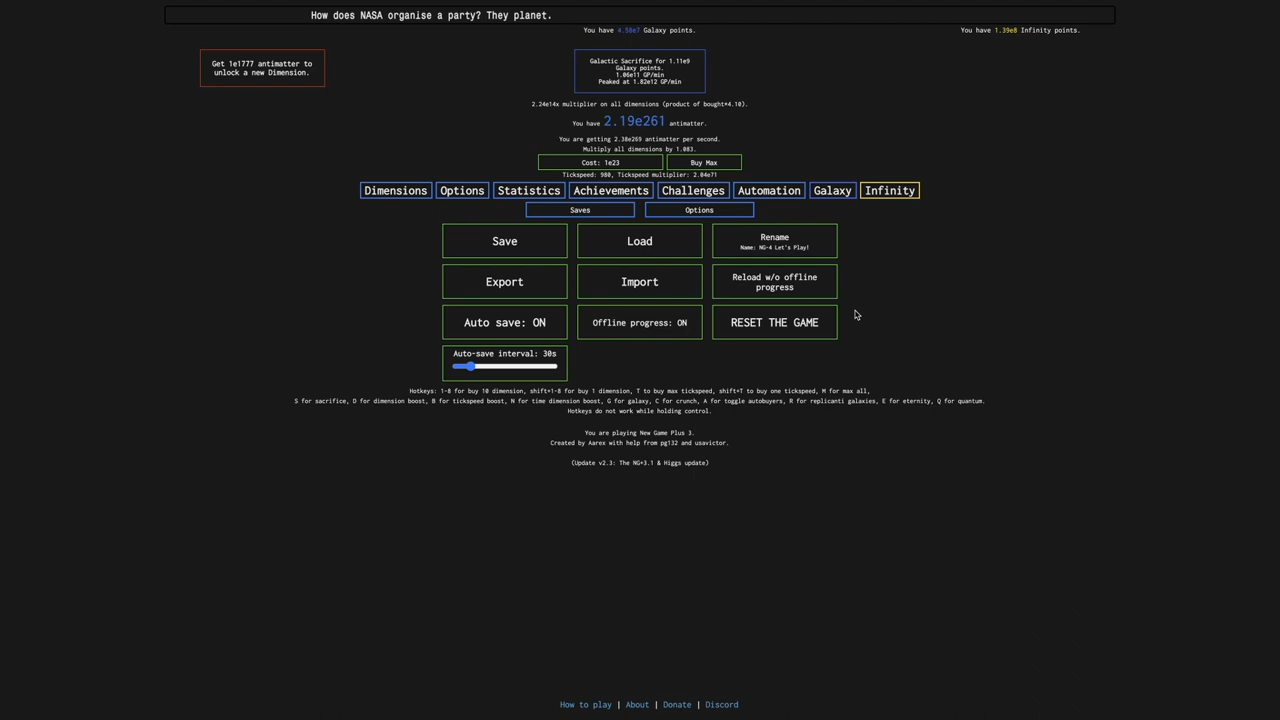 How does NASA organise a party? They planet.
You have 4.58e7 Galaxy points.
You have 1.39e8 Infinity points.
Get 1e1777 antimatter to
unlock a new Dimension.
Galactic Sacrifice for 1.11e9
Galaxy points.
1.06e11 GP/min
Peaked at 1.82e12 GP/min
2.24e14x multiplier on all dimensions (product of bought*4.10).
You have 2.19e261 antimatter.
You are getting 2.38e269 antimatter per second.
Multiply all dimensions by 1.083.
Cost: 1e23
Buy Max
Tickspeed: 980, Tickspeed multiplier: 2.04e71
Dimensions
Options
Statistics
Achievements
Challenges
Automation
Galaxy
Infinity
Saves
Options
Save
Load
Rename
Name: NG-4 Let's Play!
Export
Import
Reload w/o offline
progress
Auto save: ON
Offline progress: ON
RESET THE GAME
Auto-save interval: 30s
Hotkeys: 1-8 for buy 10 dimension, shift+1-8 for buy 1 dimension, T to buy max tickspeed, shift+T to buy one tickspeed, M for max all,
S for sacrifice, D for dimension boost, B for tickspeed boost, N for time dimension boost, G for galaxy, C for crunch, A for toggle autobuyers, R for replicanti galaxies, E for eternity, Q for quantum.
Hotkeys do not work while holding control.
You are playing New Game Plus 3.
Created by Aarex with help from pg132 and usavictor.
(Update v2.3: The NG+3.1 & Higgs update)
How to play | About | Donate | Discord